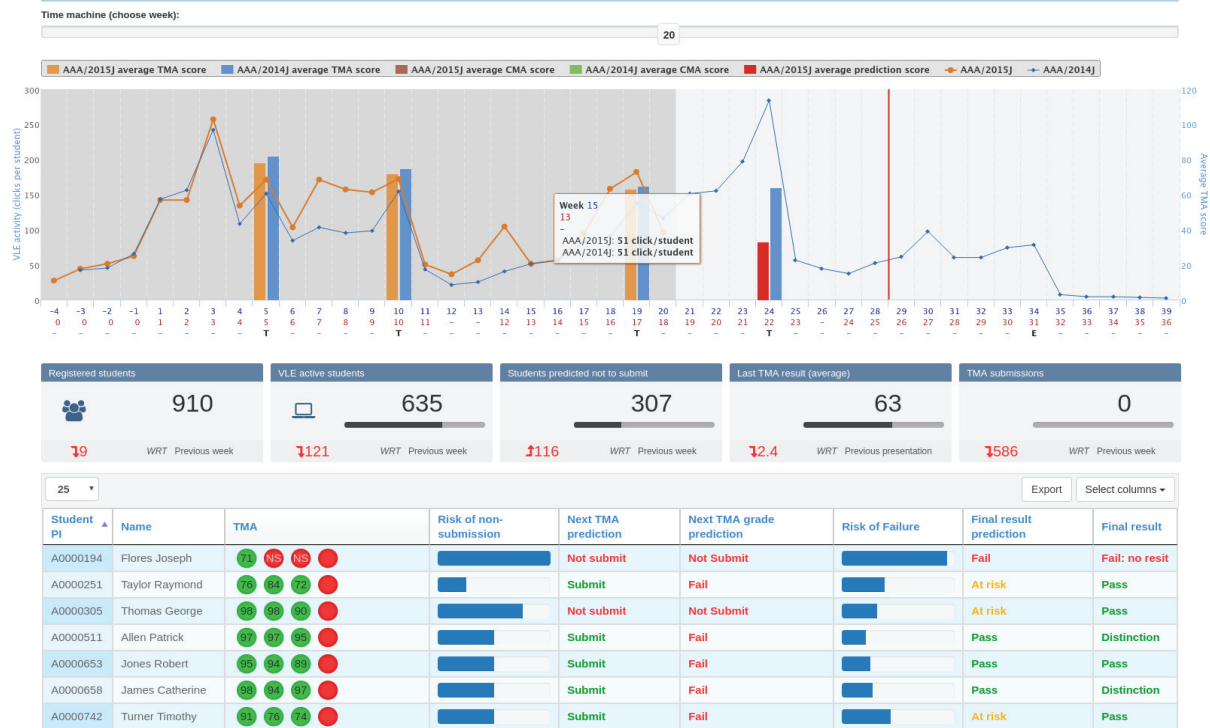 Time machine (choose week):
20
AAA/2015J average TMA score AAA/2014J average TMA score AAA/2015J average CMA score AAA/2014J average CMA score AAA/2015J average prediction score AAA/2015J AAA/2014J
300 120
250 100
200 80
150 60
100 40
50 20
0 0
VLE activity (clicks per student)
Average TMA score
Week 15
13
–
AAA/2015J: 51 click/student
AAA/2014J: 51 click/student
-4 -3 -2 -1 1 2 3 4 5 6 7 8 9 10 11 12 13 14 15 16 17 18 19 20 21 22 23 24 25 26 27 28 29 30 31 32 33 34 35 36 37 38 39
0 0 0 0 1 2 3 4 5 6 7 8 9 10 11 – – 12 13 14 15 16 17 18 19 20 21 22 23 – 24 25 26 27 28 29 30 31 32 33 34 35 36
– – – – – – – – T – – – – T – – – – – – – – T – – – – T – – – – – – – – – E – – – – –
Registered students VLE active students Students predicted not to submit Last TMA result (average) TMA submissions
910 635 307 63 0
9 WRT Previous week 121 WRT Previous week 116 WRT Previous week 2.4 WRT Previous presentation 586 WRT Previous week
25 Export Select columns
Student PI Name TMA Risk of non-submission Next TMA prediction Next TMA grade prediction Risk of Failure Final result prediction Final result
A0000194 Flores Joseph 71 NS NS Not submit Not Submit Fail Fail: no resit
A0000251 Taylor Raymond 76 84 72 Submit Fail At risk Pass
A0000305 Thomas George 98 98 90 Not submit Not Submit At risk Pass
A0000511 Allen Patrick 97 97 95 Submit Fail Pass Distinction
A0000653 Jones Robert 95 94 89 Submit Fail Pass Pass
A0000658 James Catherine 98 94 97 Submit Fail Pass Distinction
A0000742 Turner Timothy 91 76 74 Submit Fail At risk Pass